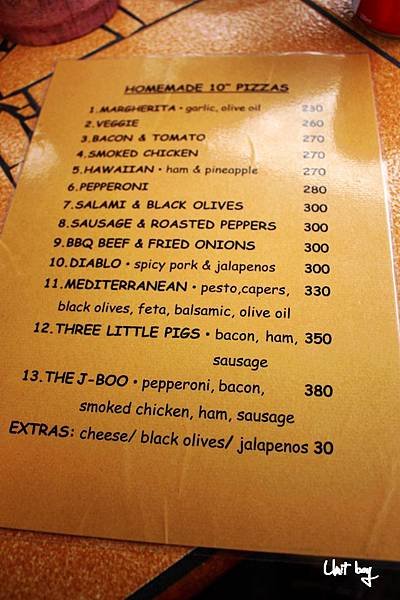 HOMEMADE 10" PIZZAS
1.MARGHERITA • garlic, olive oil 230
2.VEGGIE 260
3.BACON & TOMATO 270
4.SMOKED CHICKEN 270
5.HAWAIIAN • ham & pineapple 270
6.PEPPERONI 280
7.SALAMI & BLACK OLIVES 300
8.SAUSAGE & ROASTED PEPPERS 300
9.BBQ BEEF & FRIED ONIONS 300
10.DIABLO • spicy pork & jalapenos 300
11.MEDITERRANEAN • pesto,capers, 330
black olives, feta, balsamic, olive oil
12.THREE LITTLE PIGS • bacon, ham, 350
sausage
13.THE J-BOO • pepperoni, bacon, 380
smoked chicken, ham, sausage
EXTRAS: cheese/ black olives/ jalapenos 30